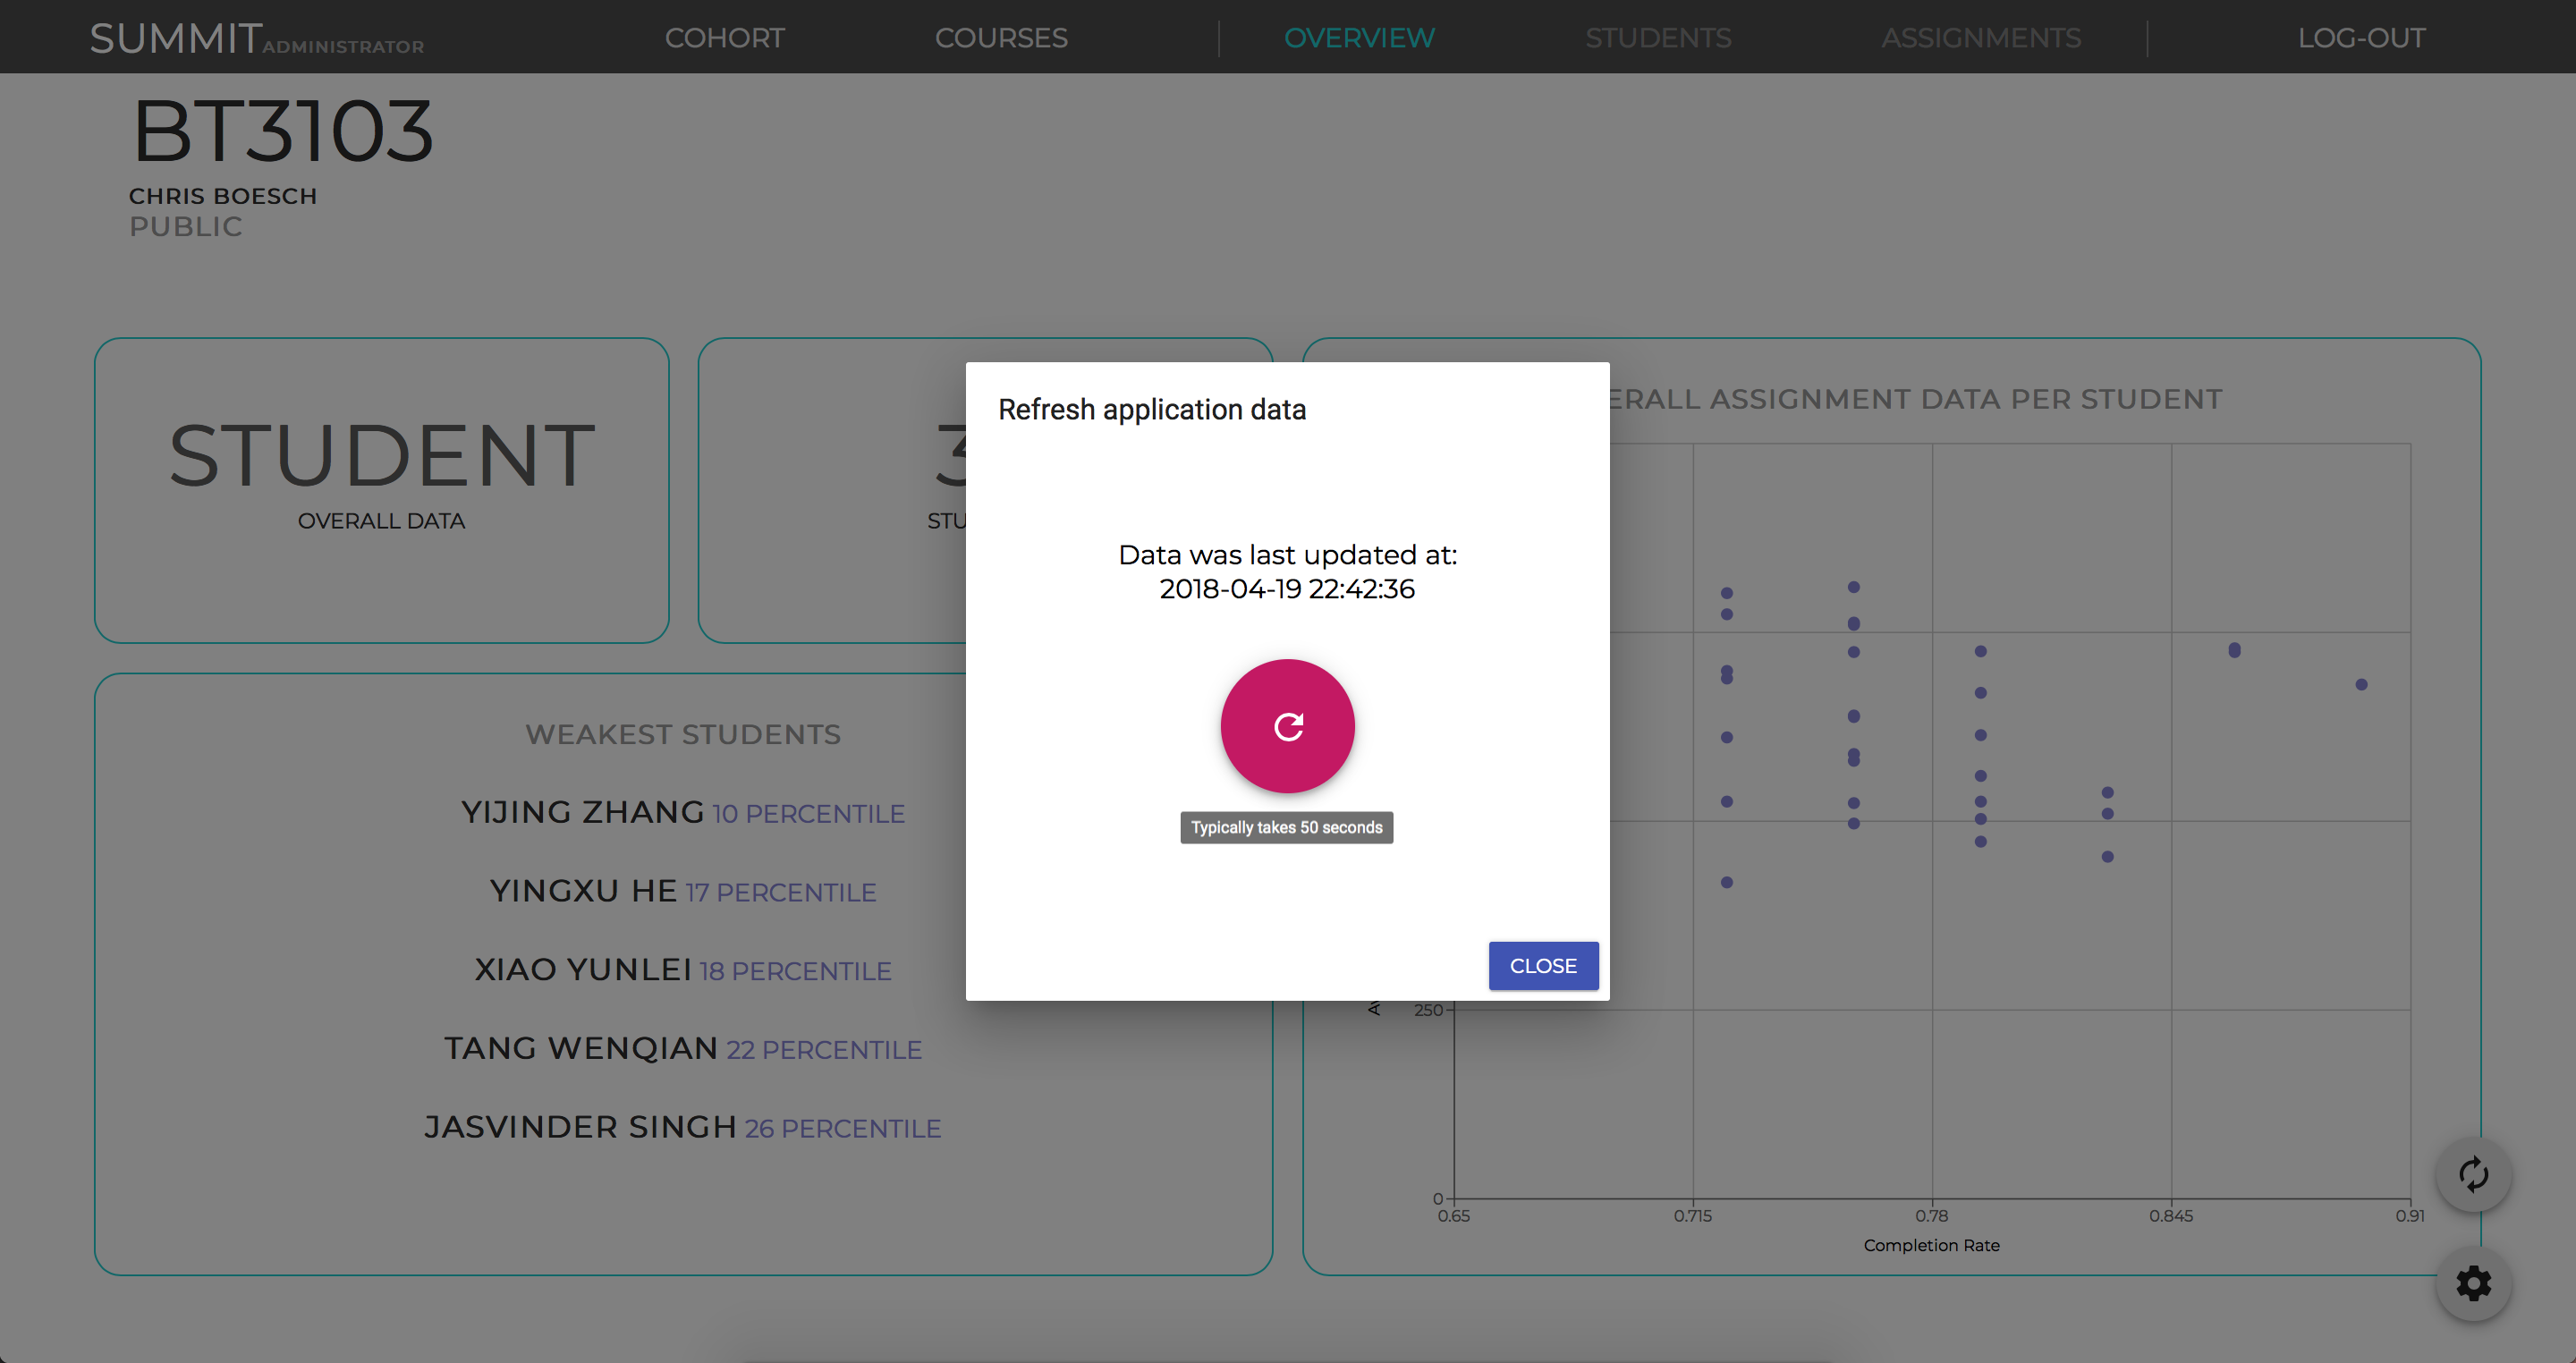 SUMMIT ADMINISTRATOR
COHORT
COURSES
OVERVIEW
STUDENTS
ASSIGNMENTS
LOG-OUT
BT3103
CHRIS BOESCH
PUBLIC
STUDENT
OVERALL DATA
Refresh application data
Data was last updated at:
2018-04-19 22:42:36
Typically takes 50 seconds
CLOSE
WEAKEST STUDENTS
YIJING ZHANG 10 PERCENTILE
YINGXU HE 17 PERCENTILE
XIAO YUNLEI 18 PERCENTILE
TANG WENQIAN 22 PERCENTILE
JASVINDER SINGH 26 PERCENTILE
ASSIGNMENT DATA PER STUDENT
250
0
0.65
0.715
0.78
0.845
0.91
Completion Rate